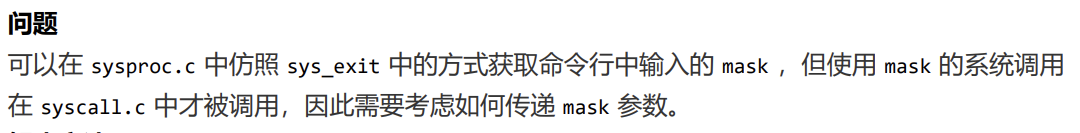 问题
可以在 sysproc.c 中仿照 sys_exit 中的方式获取命令行中输入的 mask ，但使用 mask 的系统调用
在 syscall.c 中才被调用，因此需要考虑如何传递 mask 参数。